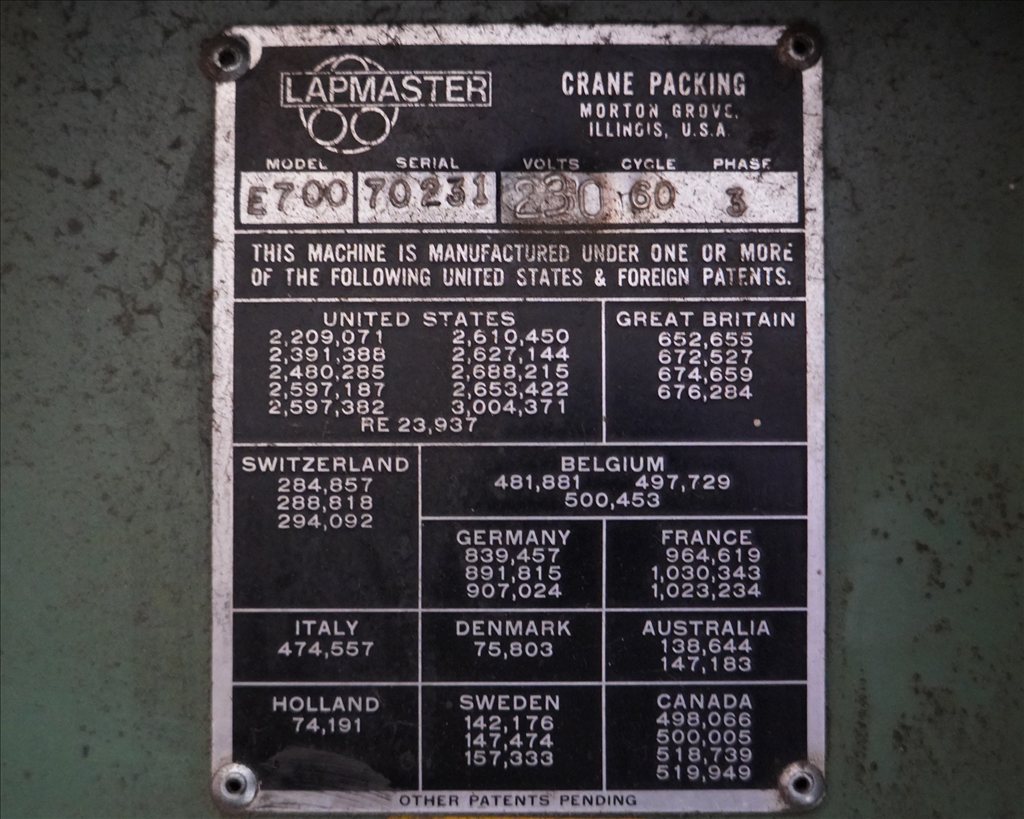 LAPMASTER
CRANE PACKING
MORTON GROVE,
ILLINOIS, U.S.A.
MODEL SERIAL VOLTS CYCLE PHASE
E700 70231 230 60 3
THIS MACHINE IS MANUFACTURED UNDER ONE OR MORE
OF THE FOLLOWING UNITED STATES & FOREIGN PATENTS.
UNITED STATES
2,209,071 2,610,450
2,391,388 2,627,144
2,480,285 2,688,215
2,597,187 2,653,422
2,597,382 3,004,371
RE 23,937
GREAT BRITAIN
652,655
672,527
674,659
676,284
SWITZERLAND
284,857
288,818
294,092
BELGIUM
481,881 497,729
500,453
GERMANY
839,457
891,815
907,024
FRANCE
964,619
1,030,343
1,023,234
ITALY
474,557
DENMARK
75,803
AUSTRALIA
138,644
147,183
HOLLAND
74,191
SWEDEN
142,176
147,474
157,333
CANADA
498,066
500,005
518,739
519,949
OTHER PATENTS PENDING